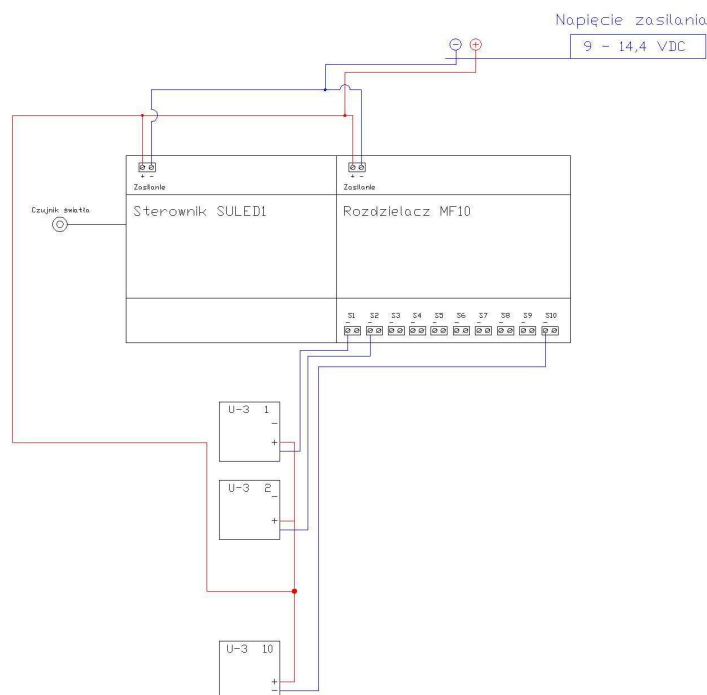 Napięcie zasilania
− +
9 - 14,4 VDC
+ − + −
Zasilanie Zasilanie
Czujnik światła
Sterownik SULED1 Rozdzielacz MF10
S1 S2 S3 S4 S5 S6 S7 S8 S9 S10
− − − − − − − − − −
U-3 1
−
+
U-3 2
−
+
U-3 10
+
−